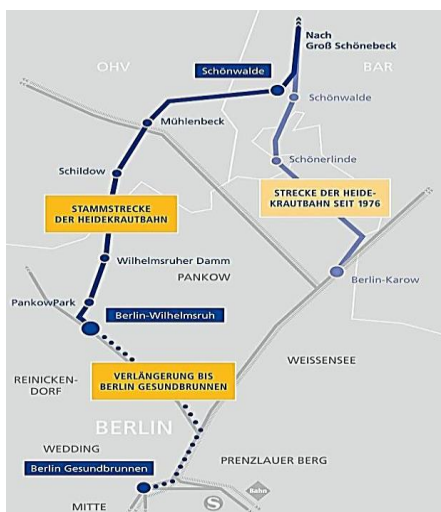 Nach
Groß Schönebeck
OHV
BAR
Schönwalde
Schönwalde
Mühlenbeck
Schönerlinde
Schildow
STAMMSTRECKE
DER HEIDEKRAUTBAHN
STRECKE DER HEIDE-
KRAUTBAHN SEIT 1976
Wilhelmsruher Damm
PANKOW
Berlin-Karow
PankowPark
Berlin-Wilhelmsruh
WEISSENSEE
VERLÄNGERUNG BIS
BERLIN GESUNDBRUNNEN
REINICKEN-
DORF
BERLIN
WEDDING
PRENZLAUER BERG
Berlin Gesundbrunnen
Bahn
S
MITTE